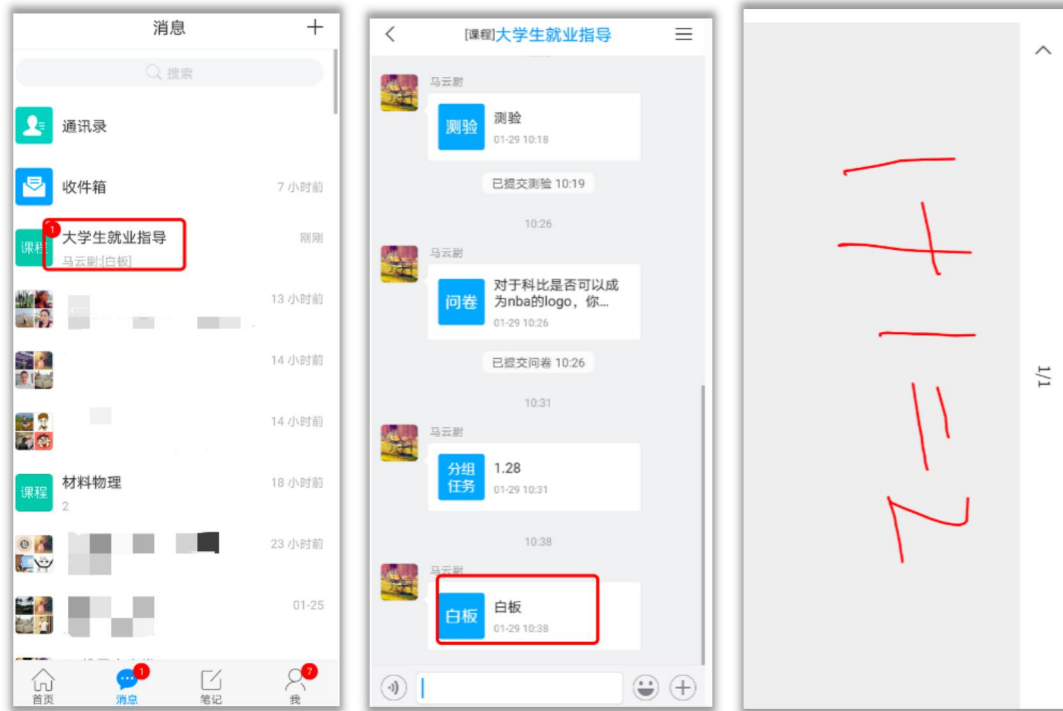 消息
搜索
通讯录
收件箱
7 小时前
课程
1
大学生就业指导
刚刚
马云尉:[白板]
13 小时前
14 小时前
14 小时前
课程
材料物理
18 小时前
2
23 小时前
01-25
首页
1
消息
笔记
7
我
[课程]大学生就业指导
马云尉
测验
测验
01-29 10:18
已提交测验 10:19
10:26
马云尉
问卷
对于科比是否可以成
为nba的logo，你...
01-29 10:26
已提交问卷 10:26
10:31
马云尉
分组
任务
1.28
01-29 10:31
10:38
马云尉
白板
白板
01-29 10:38
1+1=2
1/1